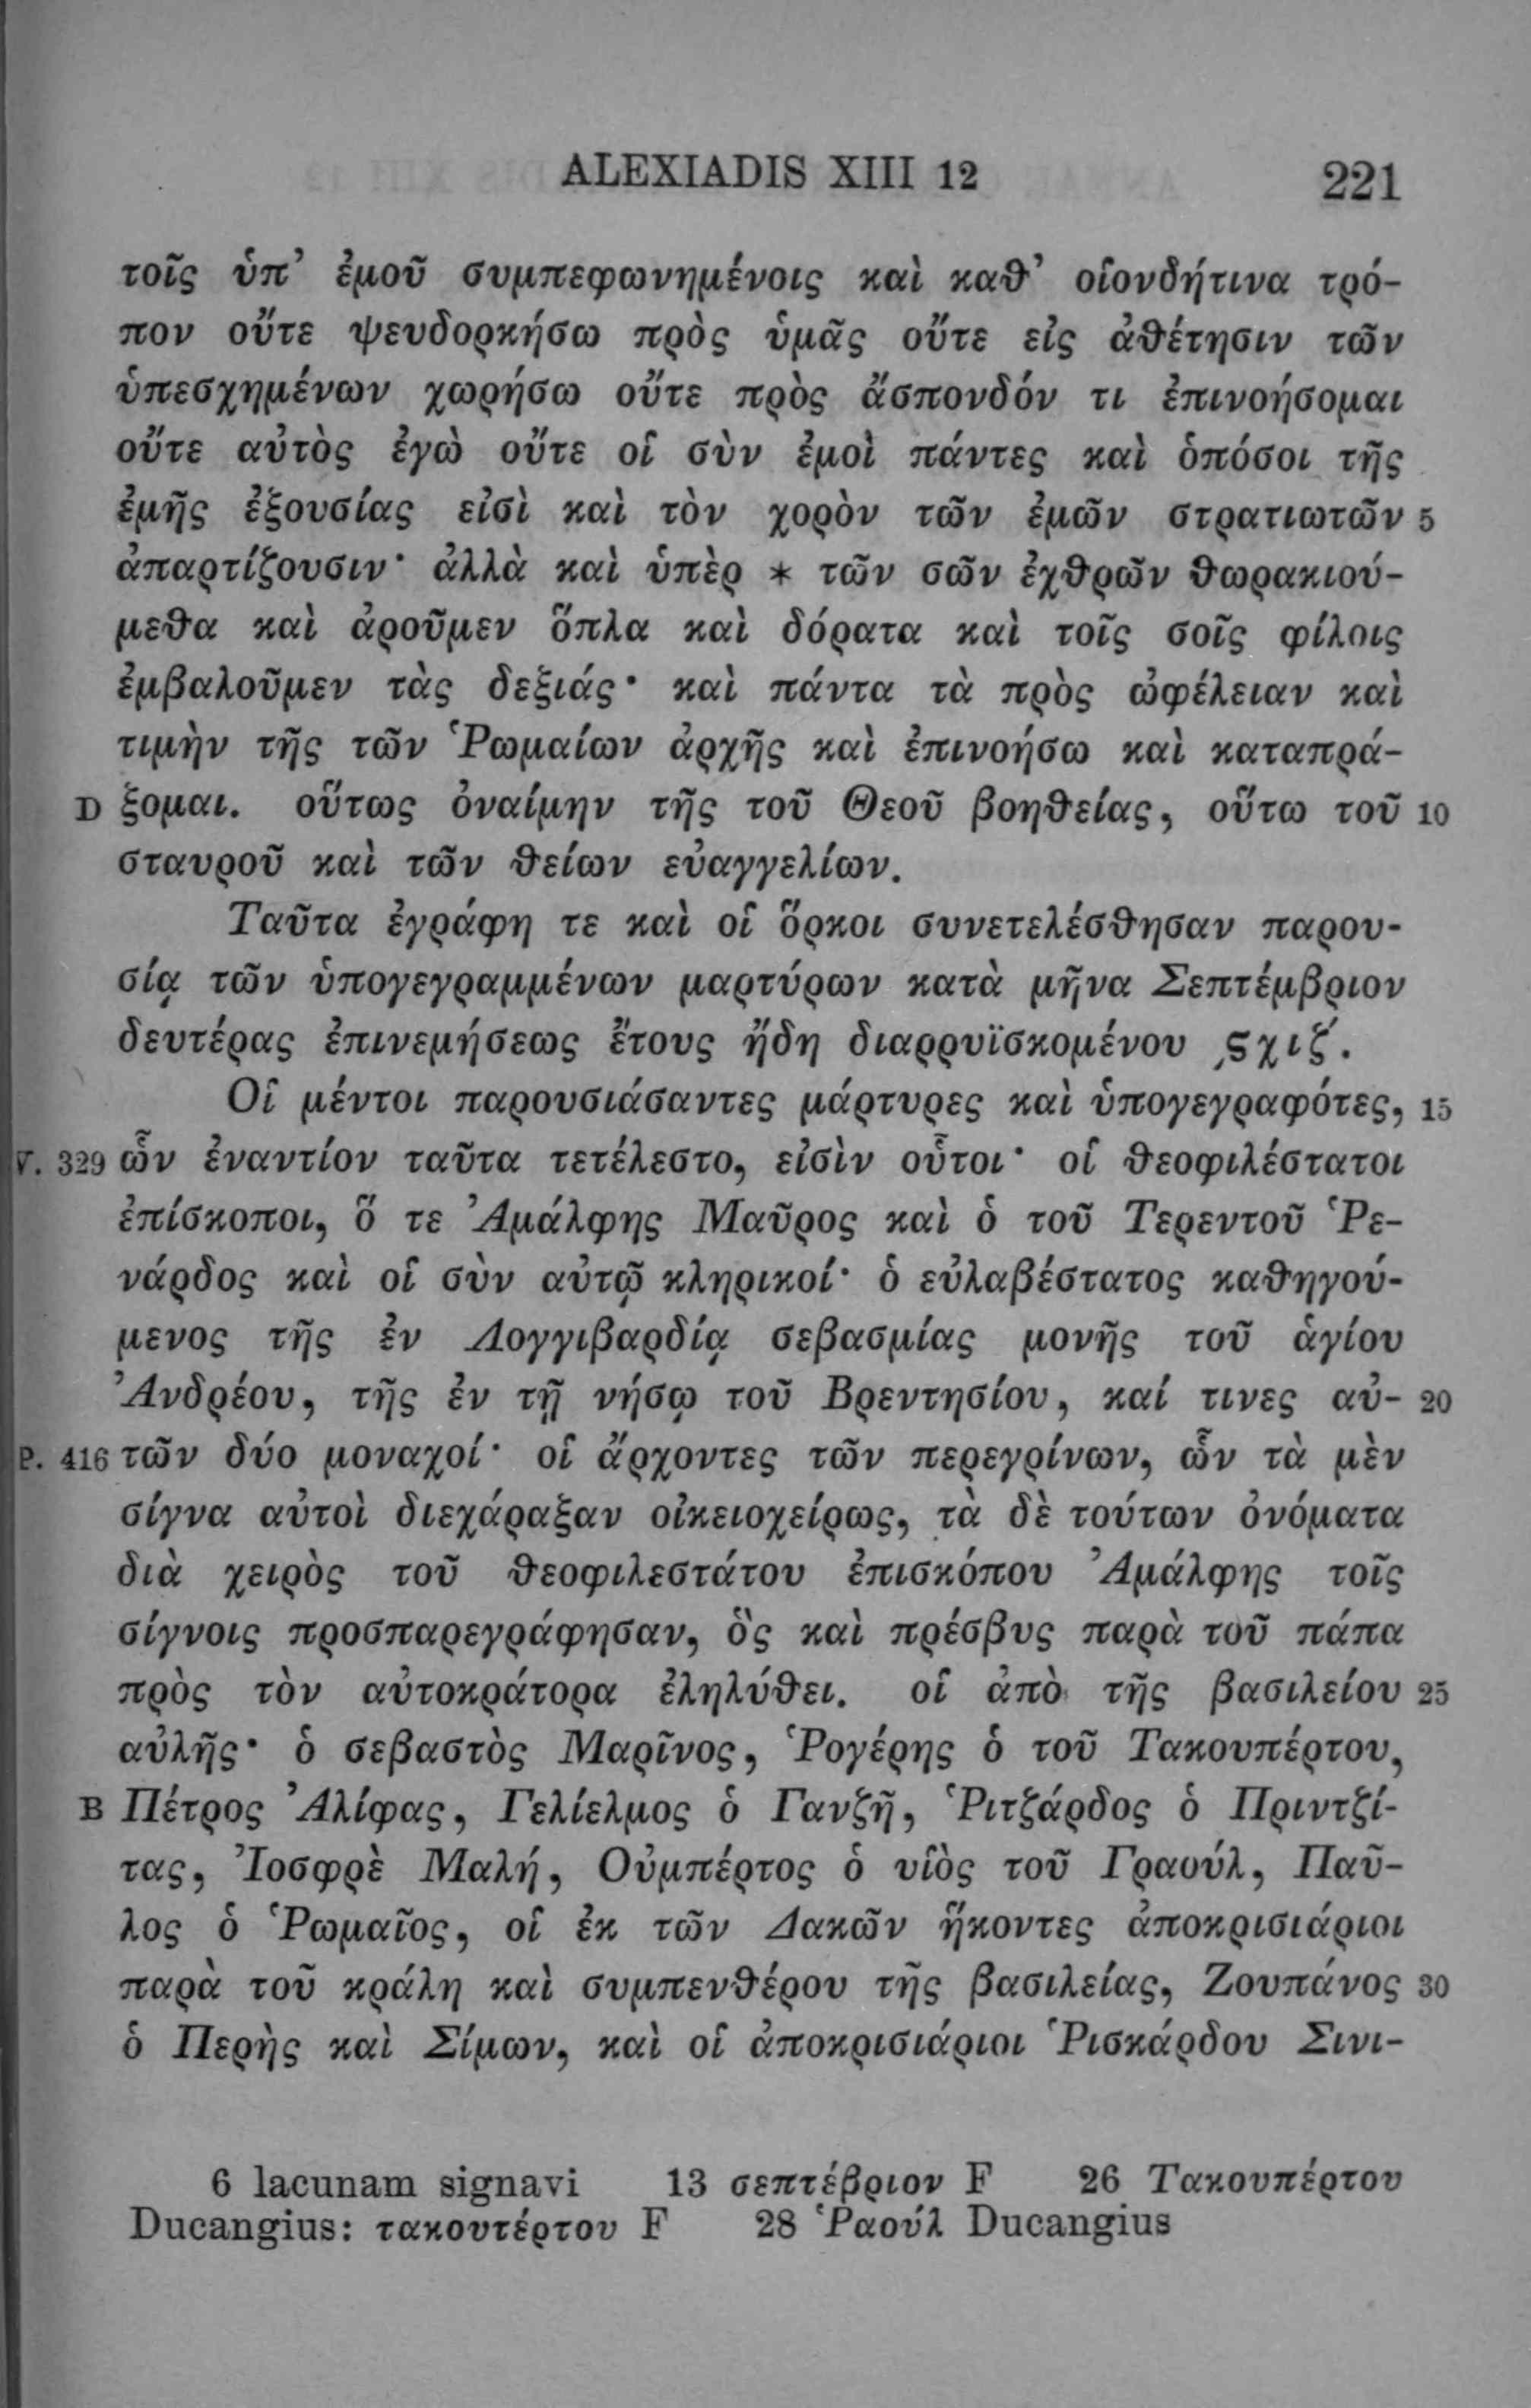 ALEXIADIS XIII 12 221
τοῖς ὑπ’ ἐμοῦ συμπεφωνημένοις καὶ καθ’ οἱονδήτινα τρό-
πον οὔτε ψευδορκήσω πρὸς ὑμᾶς οὔτε εἰς ἀθέτησιν τῶν
ὑπεσχημένων χωρήσω οὔτε πρὸς ἄσπονδόν τι ἐπινοήσομαι
οὔτε αὐτὸς ἐγὼ οὔτε οἱ σὺν ἐμοὶ πάντες καὶ ὁπόσοι τῆς
ἐμῆς ἐξουσίας εἰσὶ καὶ τὸν χορὸν τῶν ἐμῶν στρατιωτῶν 5
ἀπαρτίζουσιν· ἀλλὰ καὶ ὑπὲρ * τῶν σῶν ἐχθρῶν θωρακιού-
μεθα καὶ ἀροῦμεν ὅπλα καὶ δόρατα καὶ τοῖς σοῖς φίλοις
ἐμβαλοῦμεν τὰς δεξιάς· καὶ πάντα τὰ πρὸς ὠφέλειαν καὶ
τιμὴν τῆς τῶν Ῥωμαίων ἀρχῆς καὶ ἐπινοήσω καὶ καταπρά-
D ξομαι. οὕτως ὀναίμην τῆς τοῦ Θεοῦ βοηθείας, οὕτω τοῦ 10
σταυροῦ καὶ τῶν θείων εὐαγγελίων.
Ταῦτα ἐγράφη τε καὶ οἱ ὅρκοι συνετελέσθησαν παρου-
σίᾳ τῶν ὑπογεγραμμένων μαρτύρων κατὰ μῆνα Σεπτέμβριον
δευτέρας ἐπινεμήσεως ἔτους ἤδη διαρρυϊσκομένου ͵ςχιζ΄.
Οἱ μέντοι παρουσιάσαντες μάρτυρες καὶ ὑπογεγραφότες, 15
V. 329 ὧν ἐναντίον ταῦτα τετέλεστο, εἰσὶν οὗτοι· οἱ θεοφιλέστατοι
ἐπίσκοποι, ὅ τε Ἀμάλφης Μαῦρος καὶ ὁ τοῦ Τερεντοῦ Ῥε-
νάρδος καὶ οἱ σὺν αὐτῷ κληρικοί· ὁ εὐλαβέστατος καθηγού-
μενος τῆς ἐν Λογγιβαρδίᾳ σεβασμίας μονῆς τοῦ ἁγίου
Ἀνδρέου, τῆς ἐν τῇ νήσῳ τοῦ Βρεντησίου, καί τινες αὐ- 20
P. 416 τῶν δύο μοναχοί· οἱ ἄρχοντες τῶν περεγρίνων, ὧν τὰ μὲν
σίγνα αὐτοὶ διεχάραξαν οἰκειοχείρως, τὰ δὲ τούτων ὀνόματα
διὰ χειρὸς τοῦ θεοφιλεστάτου ἐπισκόπου Ἀμάλφης τοῖς
σίγνοις προσπαρεγράφησαν, ὃς καὶ πρέσβυς παρὰ τοῦ πάπα
πρὸς τὸν αὐτοκράτορα ἐληλύθει. οἱ ἀπὸ τῆς βασιλείου 25
αὐλῆς· ὁ σεβαστὸς Μαρῖνος, Ῥογέρης ὁ τοῦ Τακουπέρτου,
B Πέτρος Ἀλίφας, Γελίελμος ὁ Γανζῆ, Ῥιτζάρδος ὁ Πριντζί-
τας, Ἰοσφρὲ Μαλή, Οὐμπέρτος ὁ υἱὸς τοῦ Γραούλ, Παῦ-
λος ὁ Ῥωμαῖος, οἱ ἐκ τῶν Δακῶν ἥκοντες ἀποκρισιάριοι
παρὰ τοῦ κράλη καὶ συμπενθέρου τῆς βασιλείας, Ζουπάνος 30
ὁ Περὴς καὶ Σίμων, καὶ οἱ ἀποκρισιάριοι Ῥισκάρδου Σινι-
6 lacunam signavi 13 σεπτέβριον F 26 Τακουπέρτου
Ducangius: τακουτέρτου F 28 Ῥαούλ Ducangius